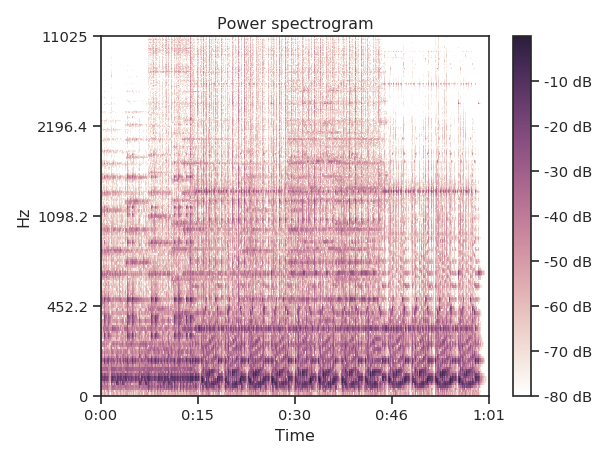 Power spectrogram
11025
2196.4
1098.2
452.2
0
Hz
0:00
0:15
0:30
0:46
1:01
Time
-10 dB
-20 dB
-30 dB
-40 dB
-50 dB
-60 dB
-70 dB
-80 dB